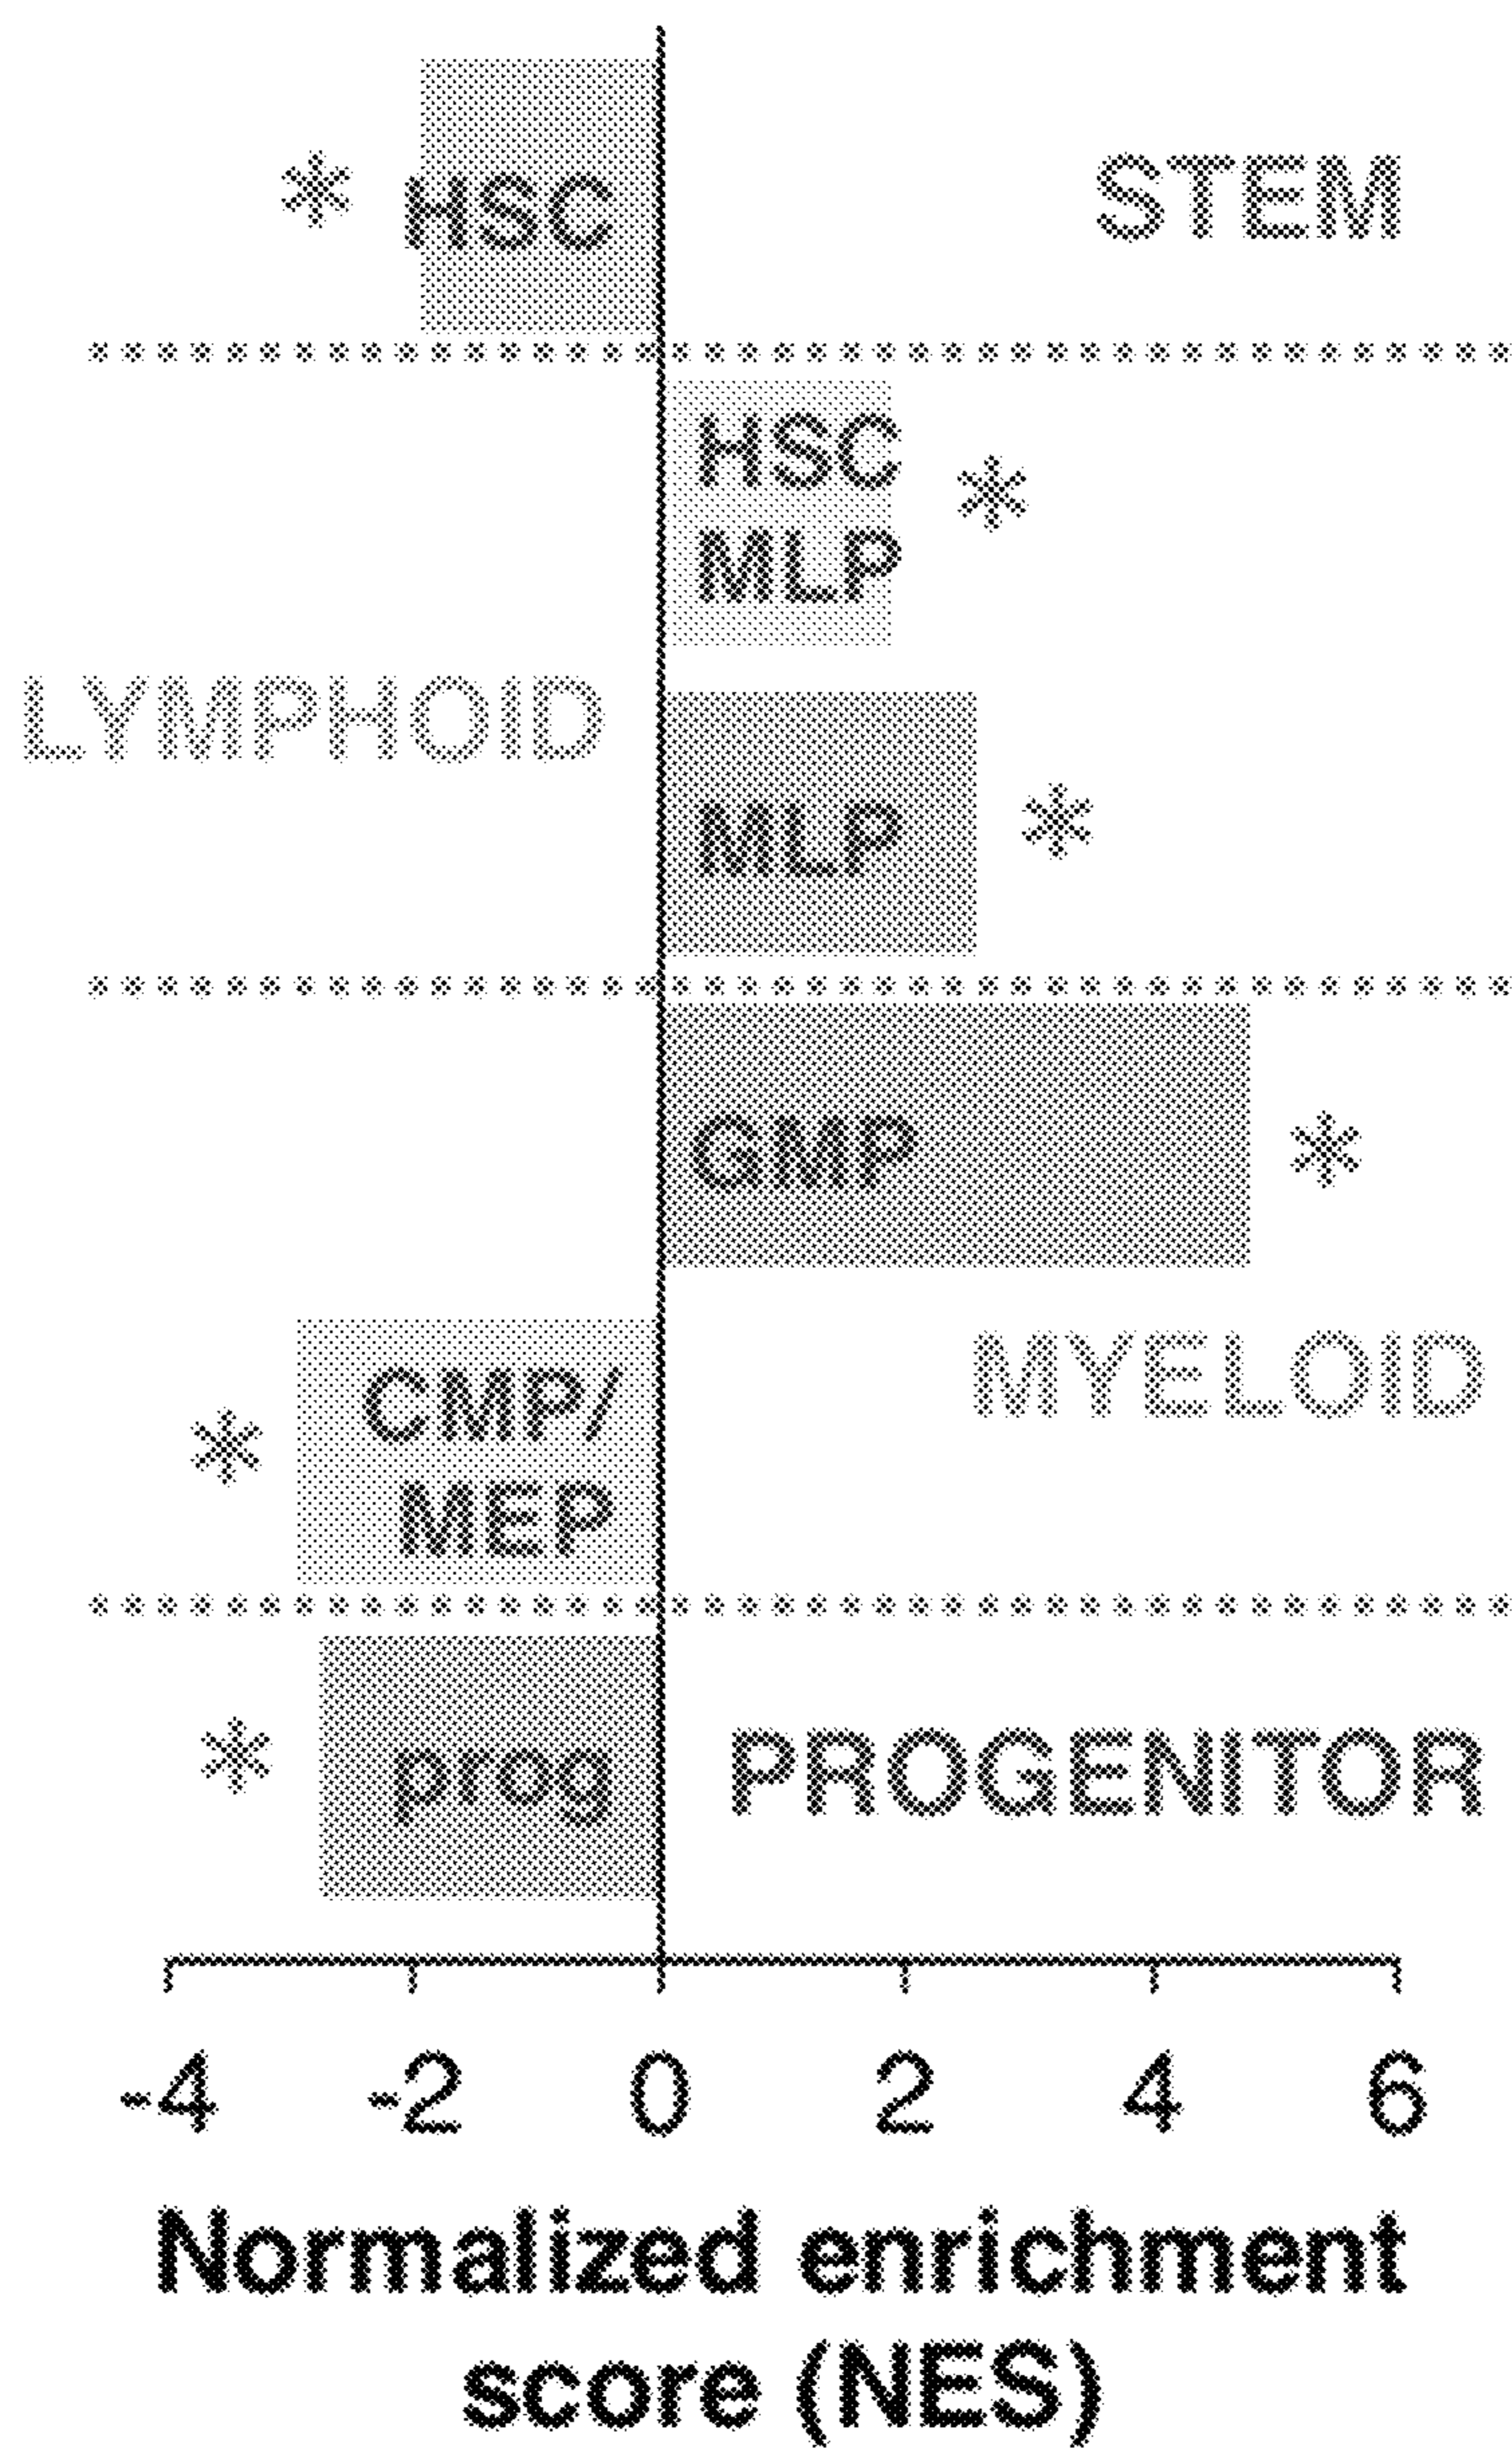 * HSC STEM
HSC
MLP *
LYMPHOID
MLP *
GMP *
MYELOID
* CMP/
MEP
* prog PROGENITOR
-4 -2 0 2 4 6
Normalized enrichment
score (NES)